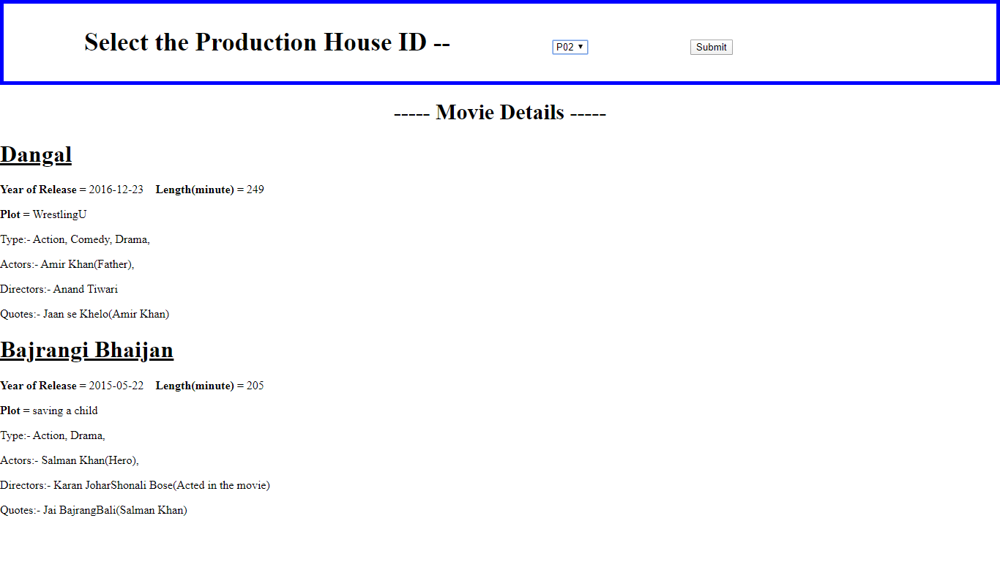 Select the Production House ID -- P02 Submit
----- Movie Details -----
Dangal
Year of Release = 2016-12-23 Length(minute) = 249
Plot = WrestlingU
Type:- Action, Comedy, Drama,
Actors:- Amir Khan(Father),
Directors:- Anand Tiwari
Quotes:- Jaan se Khelo(Amir Khan)
Bajrangi Bhaijan
Year of Release = 2015-05-22 Length(minute) = 205
Plot = saving a child
Type:- Action, Drama,
Actors:- Salman Khan(Hero),
Directors:- Karan JoharShonali Bose(Acted in the movie)
Quotes:- Jai BajrangBali(Salman Khan)